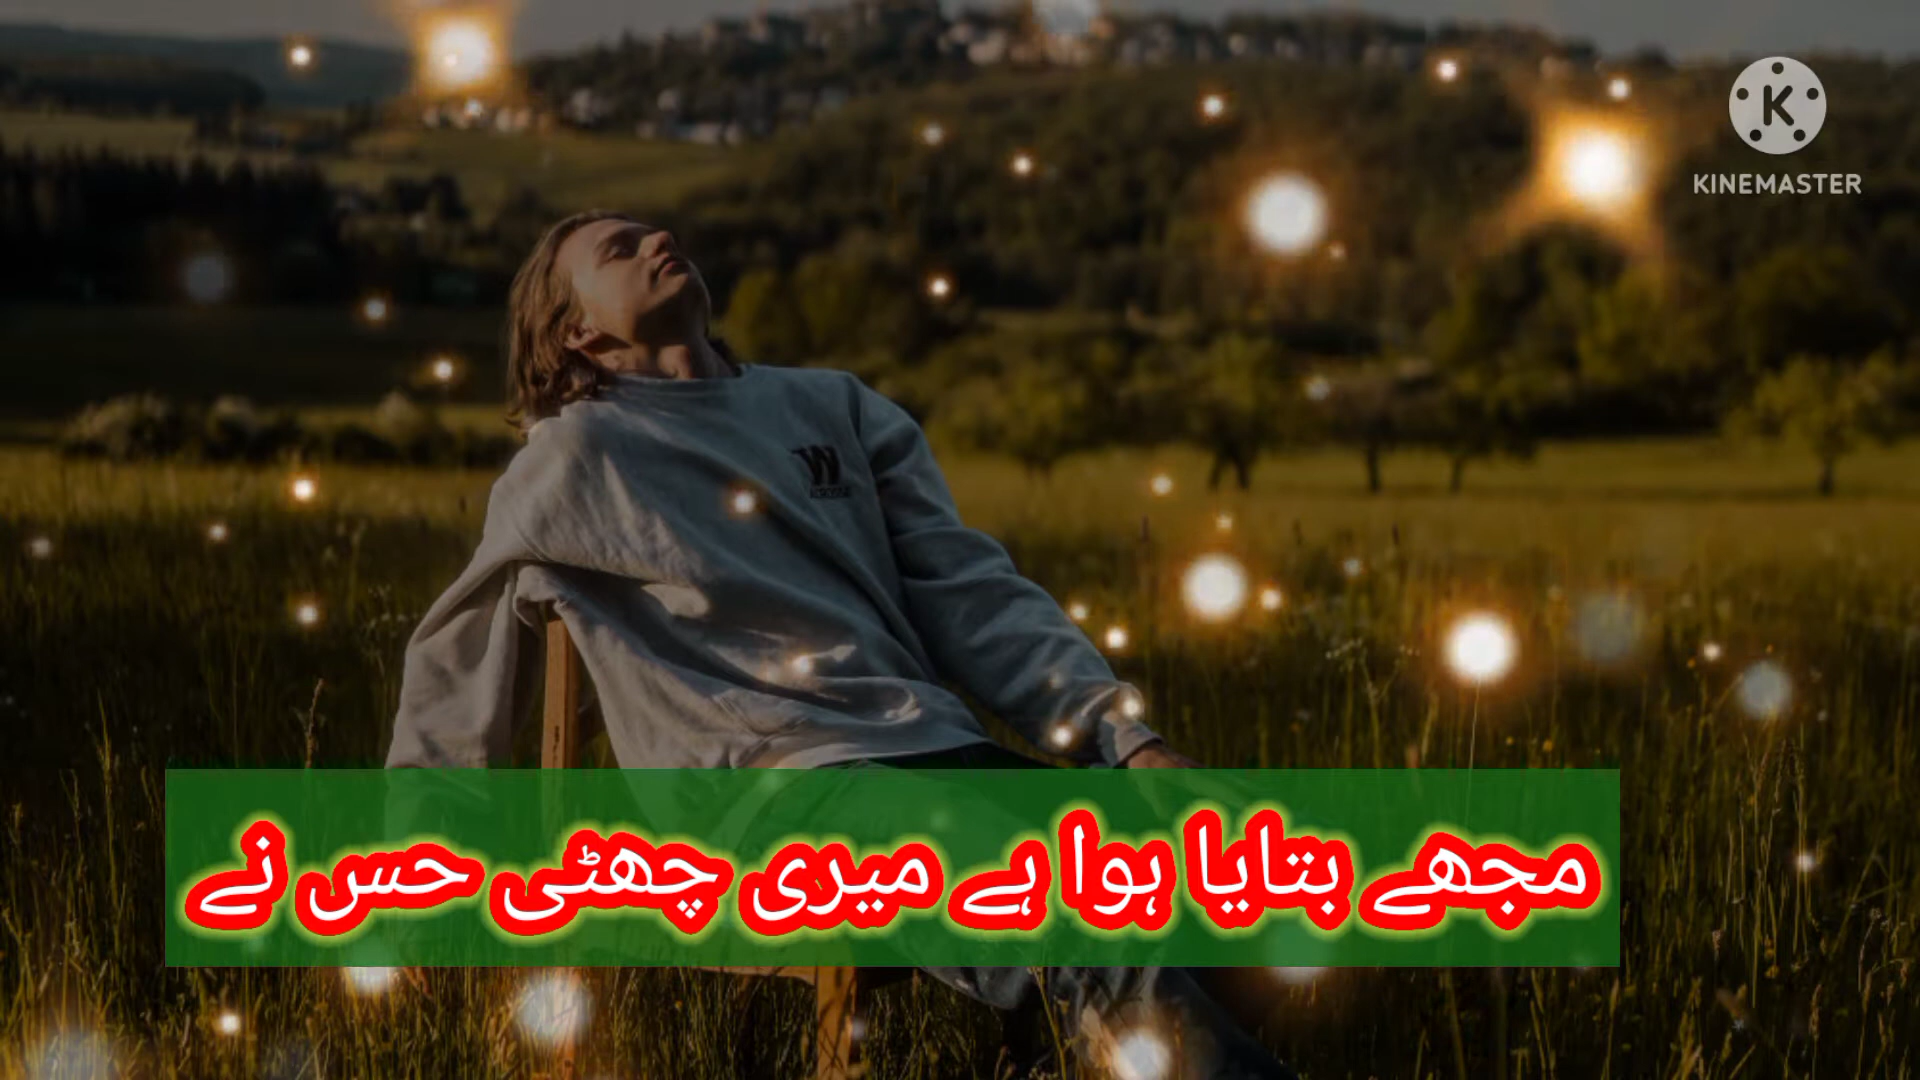 KINEMASTER
W
مجھے بتایا ہوا ہے میری چھٹی حس نے